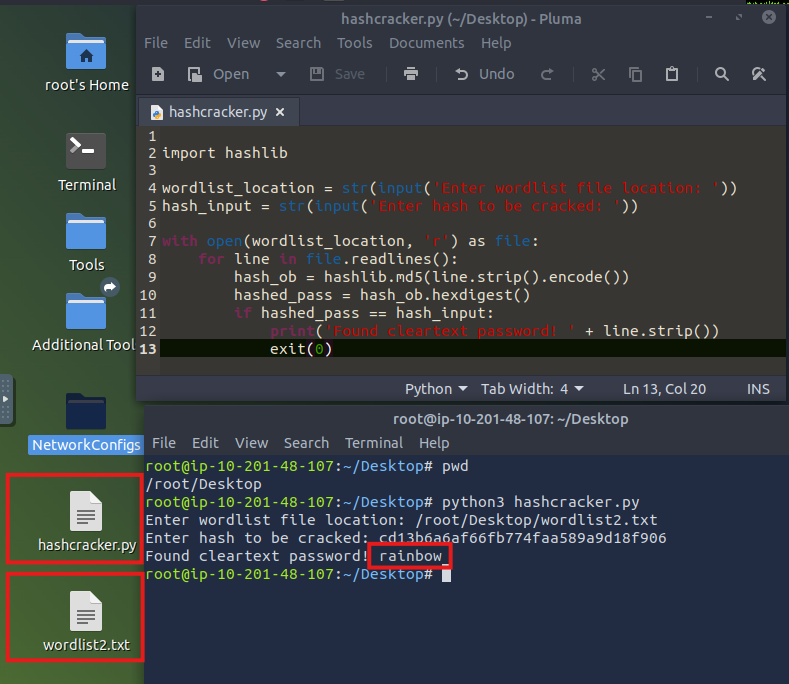 hashcracker.py (~/Desktop) - Pluma
File Edit View Search Tools Documents Help
Open Save Undo
hashcracker.py
1
2 import hashlib
3
4 wordlist_location = str(input('Enter wordlist file location: '))
5 hash_input = str(input('Enter hash to be cracked: '))
6
7 with open(wordlist_location, 'r') as file:
8 for line in file.readlines():
9 hash_ob = hashlib.md5(line.strip().encode())
10 hashed_pass = hash_ob.hexdigest()
11 if hashed_pass == hash_input:
12 print('Found cleartext password! ' + line.strip())
13 exit(0)
Python Tab Width: 4 Ln 13, Col 20 INS
root's Home
Terminal
Tools
Additional Tool
NetworkConfigs
hashcracker.py
wordlist2.txt
root@ip-10-201-48-107: ~/Desktop
File Edit View Search Terminal Help
root@ip-10-201-48-107:~/Desktop# pwd
/root/Desktop
root@ip-10-201-48-107:~/Desktop# python3 hashcracker.py
Enter wordlist file location: /root/Desktop/wordlist2.txt
Enter hash to be cracked: cd13b6a6af66fb774faa589a9d18f906
Found cleartext password! rainbow
root@ip-10-201-48-107:~/Desktop#